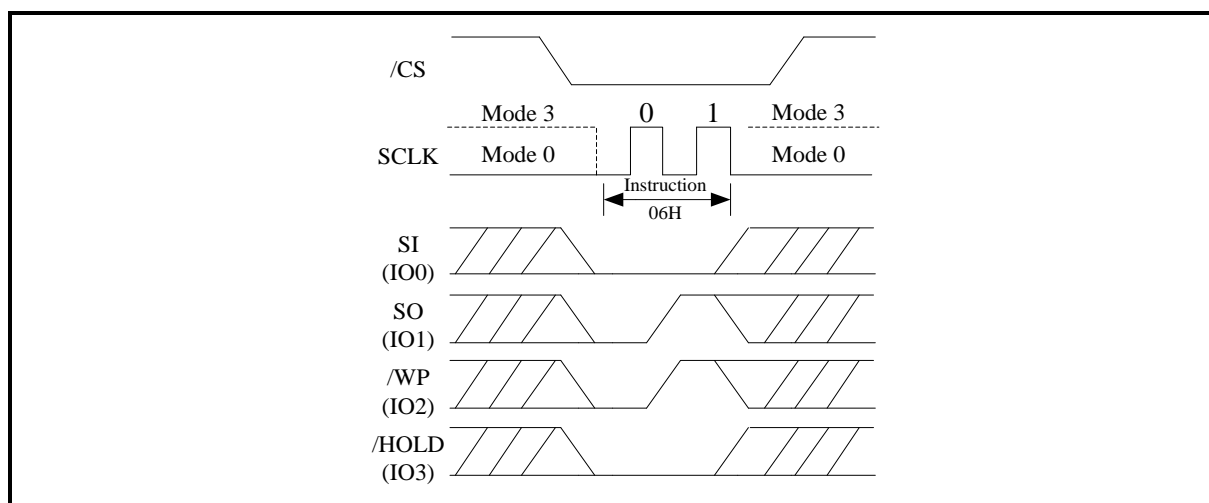 /CS
Mode 3 0 1 Mode 3
SCLK Mode 0 Mode 0
Instruction
06H
SI
(IO0)
SO
(IO1)
/WP
(IO2)
/HOLD
(IO3)